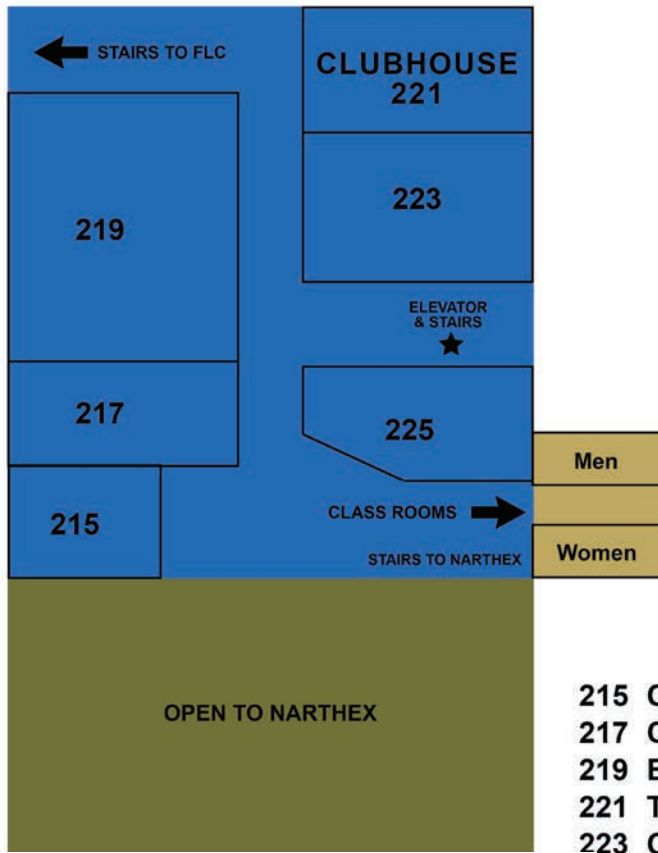 STAIRS TO FLC
CLUBHOUSE
221
219
223
ELEVATOR
& STAIRS
217
225
Men
215
CLASS ROOMS
STAIRS TO NARTHEX
Women
OPEN TO NARTHEX
215
217
219
221
223